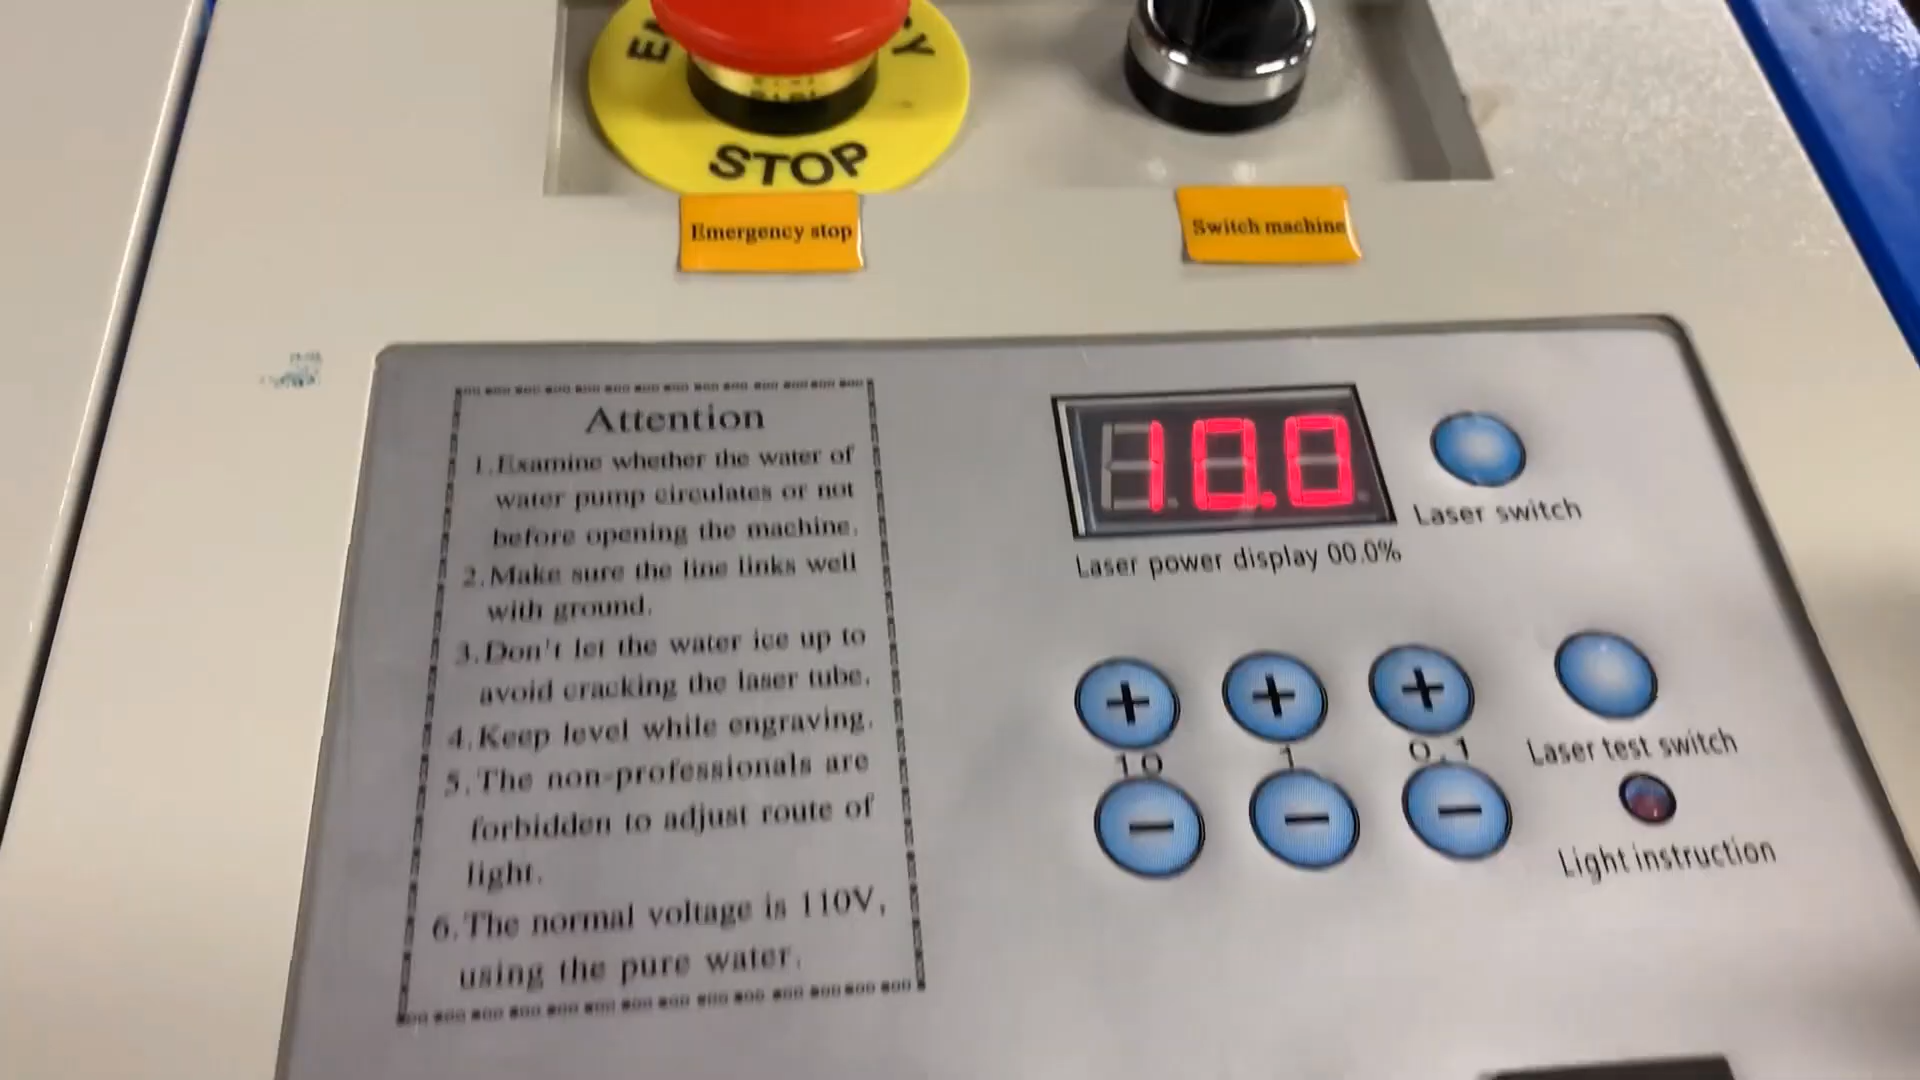 STOP
Emergency stop
Switch machine
Attention
1.Examine whether the water of
water pump circulates or not
before opening the machine.
2.Make sure the line links well
with ground.
3.Don't let the water ice up to
avoid cracking the laser tube.
4.Keep level while engraving.
5.The non-professionals are
forbidden to adjust route of
light.
6.The normal voltage is 110V,
using the pure water.
10.0
Laser switch
Laser power display 00.0%
+ + +
10 1 0.1
- - -
Laser test switch
Light instruction